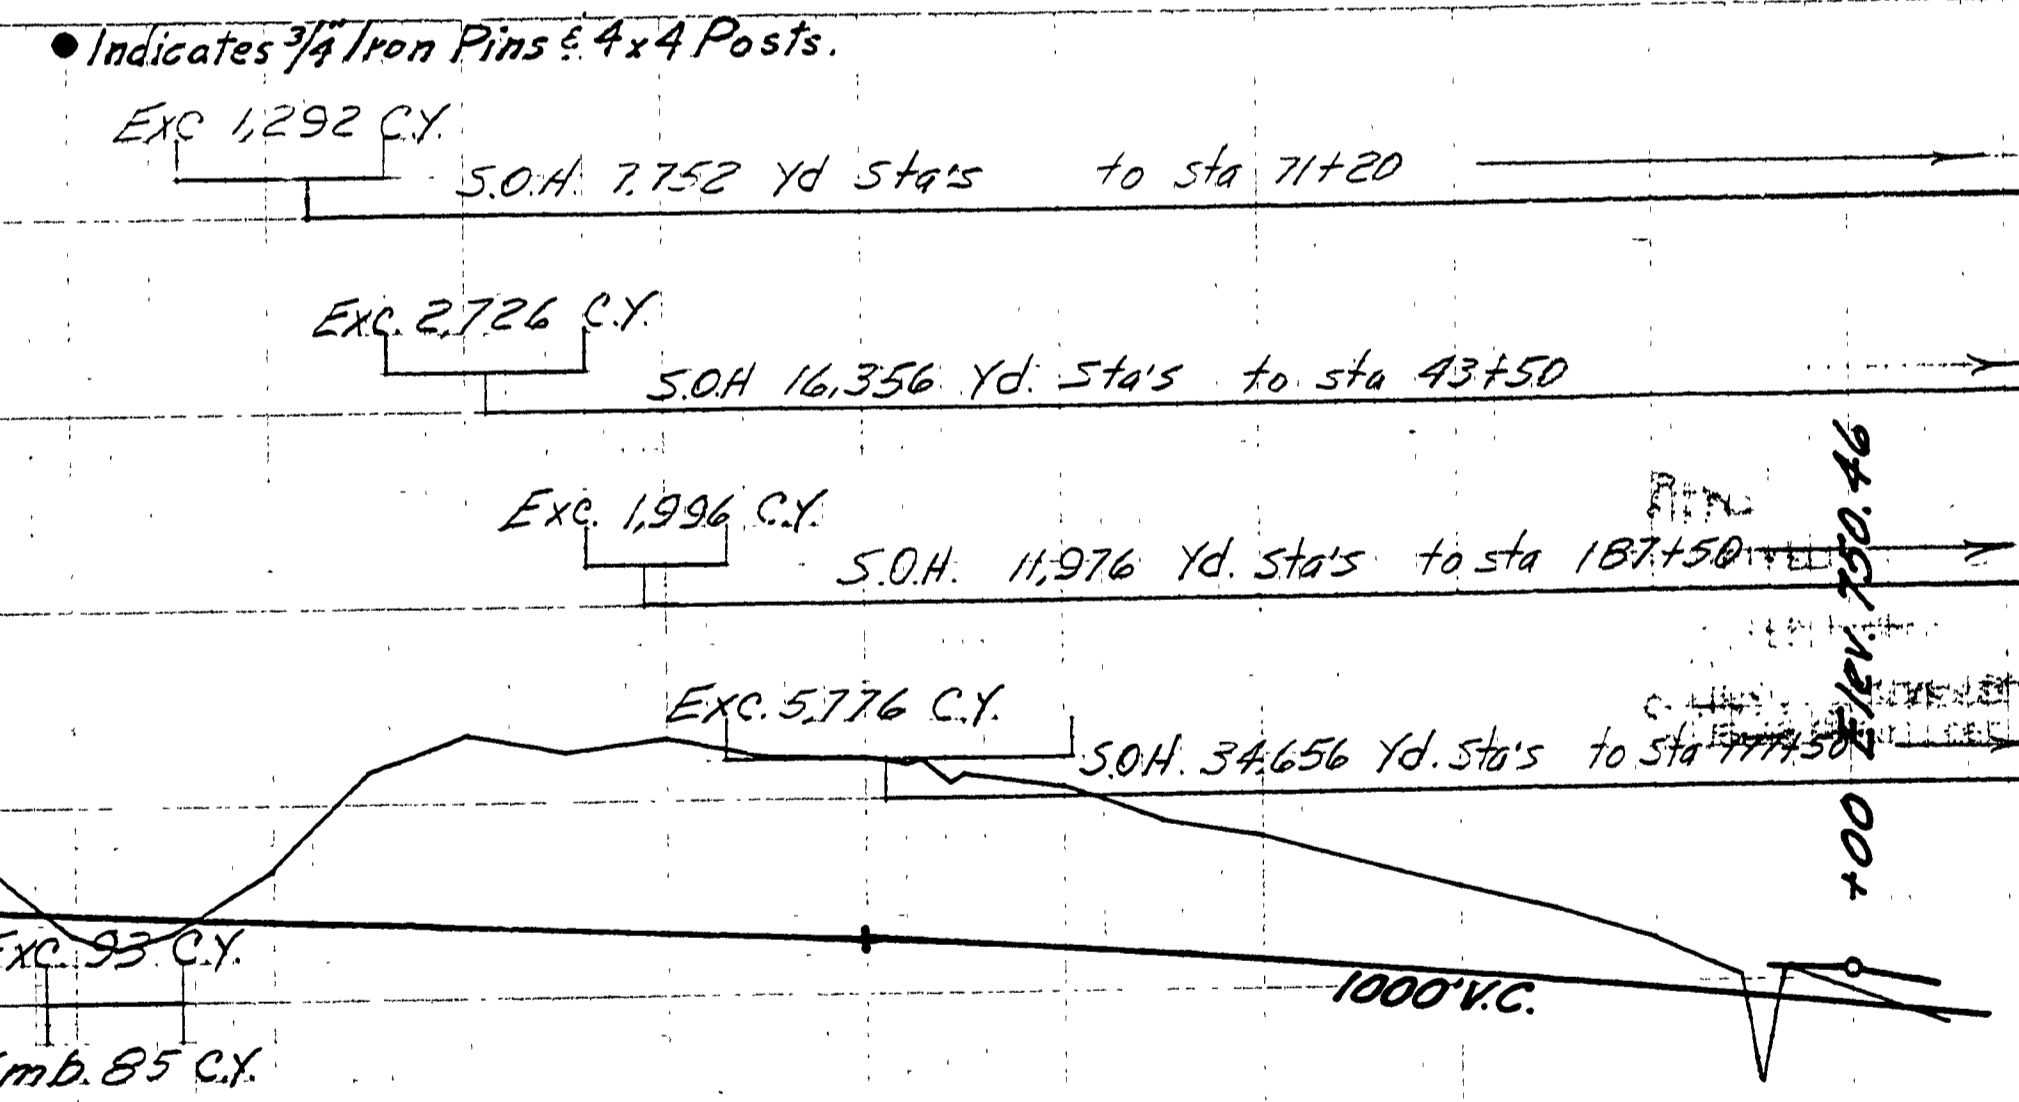 ● Indicates 3/4" Iron Pins & 4x4 Posts.
Exc 1,292 C.Y.
S.O.H. 7,752 Yd Sta's to sta 71+20
Exc. 2,726 C.Y.
S.O.H 16,356 Yd. Sta's to sta 43+50
Exc. 1,996 C.Y.
S.O.H. 11,976 Yd. Sta's to sta 187+50
Exc. 5,776 C.Y.
S.O.H. 34,656 Yd. Sta's to Sta
+00 Elev. 750.46
Exc. 93 C.Y.
1000' V.C.
Emb. 85 C.Y.